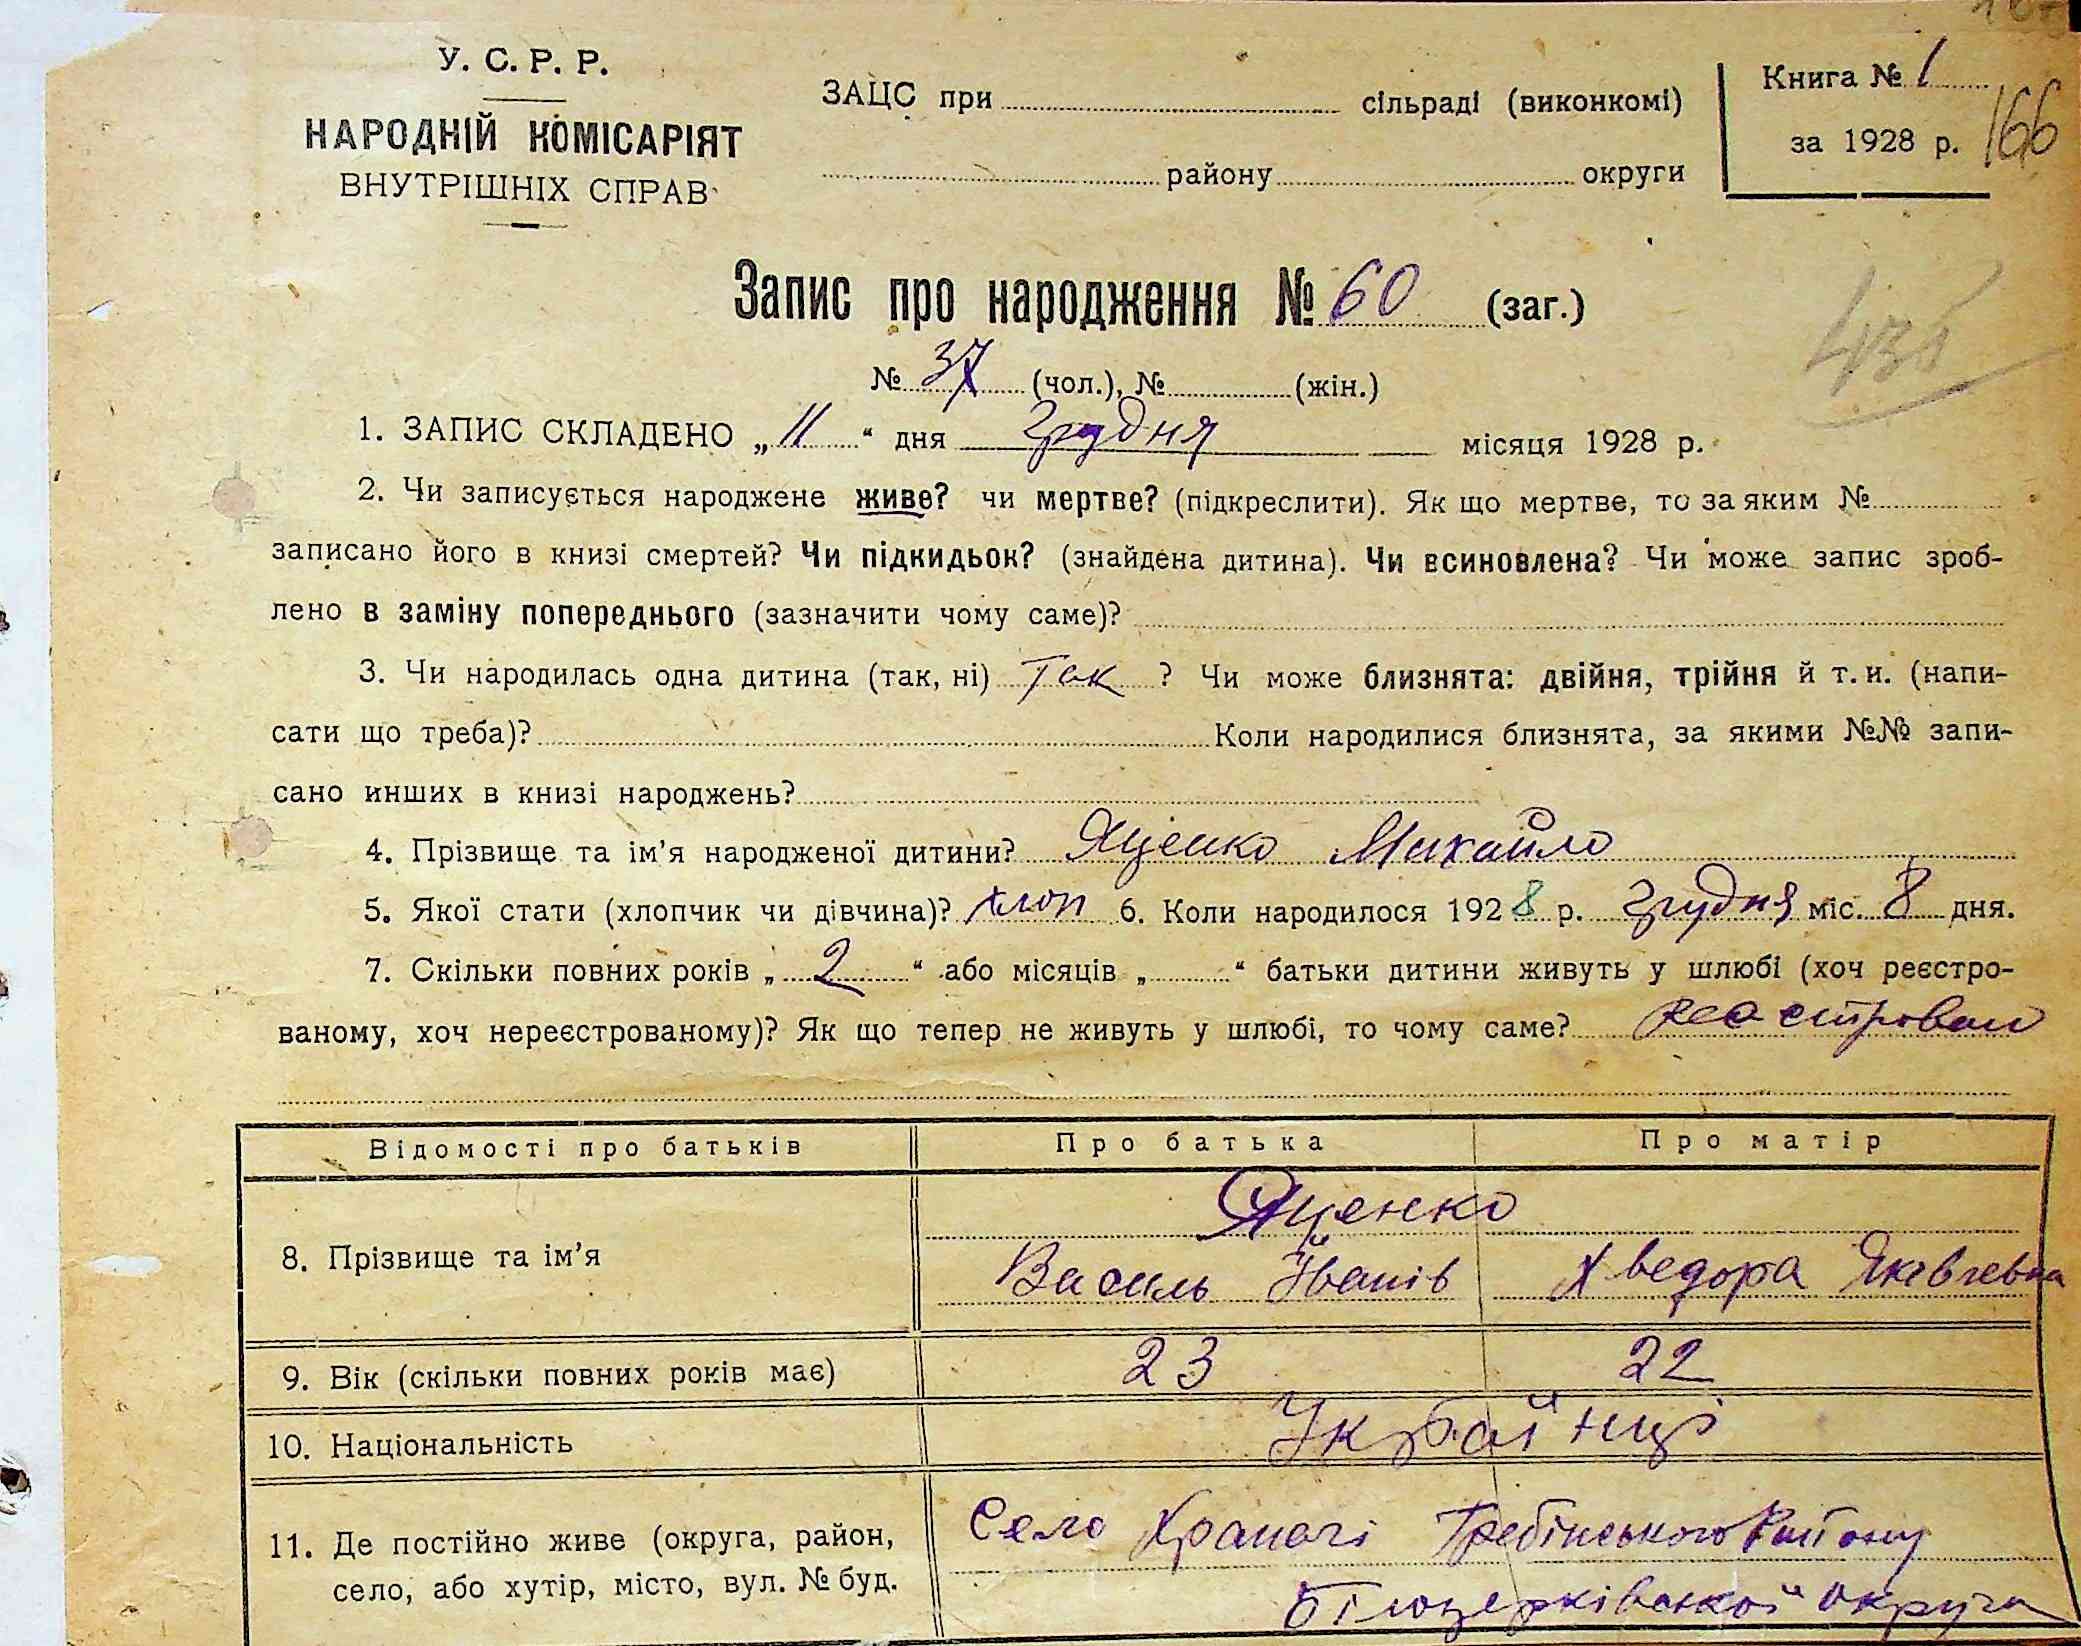 У. С. Р. Р.
НАРОДНІЙ КОМІСАРІЯТ
ВНУТРІШНІХ СПРАВ
ЗАЦС при сільраді (виконкомі)
району округи
Книга № 1
за 1928 р.
166
Запис про народження № 60 (заг.)
№ 37 (чол.), № (жін.)
1. ЗАПИС СКЛАДЕНО „11“ дня грудня місяця 1928 р.
2. Чи записується народжене живе? чи мертве? (підкреслити). Як що мертве, то за яким №
записано його в книзі смертей? Чи підкидьок? (знайдена дитина). Чи всиновлена? Чи може запис зроб-
лено в заміну попереднього (зазначити чому саме)?
3. Чи народилась одна дитина (так, ні) так ? Чи може близнята: двійня, трійня й т. и. (напи-
сати що треба)? Коли народилися близнята, за якими №№ запи-
сано инших в книзі народжень?
4. Прізвище та ім’я народженої дитини? Яценко Михайло
5. Якої стати (хлопчик чи дівчина)? хлоп 6. Коли народилося 1928 р. грудня міс. 8 дня.
7. Скільки повних років „2“ або місяців „ “ батьки дитини живуть у шлюбі (хоч реєстро-
ваному, хоч нереєстрованому)? Як що тепер не живуть у шлюбі, то чому саме?
Відомості про батьків Про батька Про матір
Яценко
8. Прізвище та ім’я Василь Іванів Хведора Яківлевна
9. Вік (скільки повних років має) 23 22
10. Національність Українці
11. Де постійно живе (округа, район, Село Храпачі Району
село, або хутір, місто, вул. № буд. Білоцерківської округи